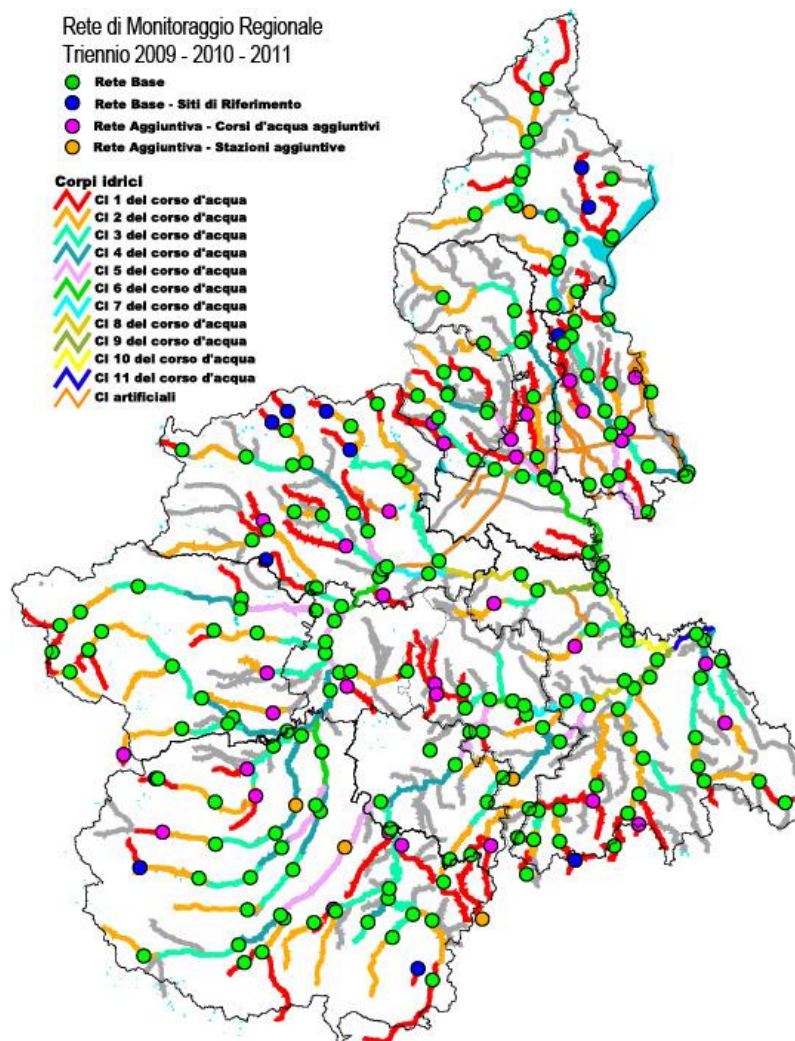 Rete di Monitoraggio Regionale
Triennio 2009 - 2010 - 2011
Rete Base
Rete Base - Siti di Riferimento
Rete Aggiuntiva - Corsi d'acqua aggiuntivi
Rete Aggiuntiva - Stazioni aggiuntive
Corpi idrici
CI 1 del corso d'acqua
CI 2 del corso d'acqua
CI 3 del corso d'acqua
CI 4 del corso d'acqua
CI 5 del corso d'acqua
CI 6 del corso d'acqua
CI 7 del corso d'acqua
CI 8 del corso d'acqua
CI 9 del corso d'acqua
CI 10 del corso d'acqua
CI 11 del corso d'acqua
CI artificiali